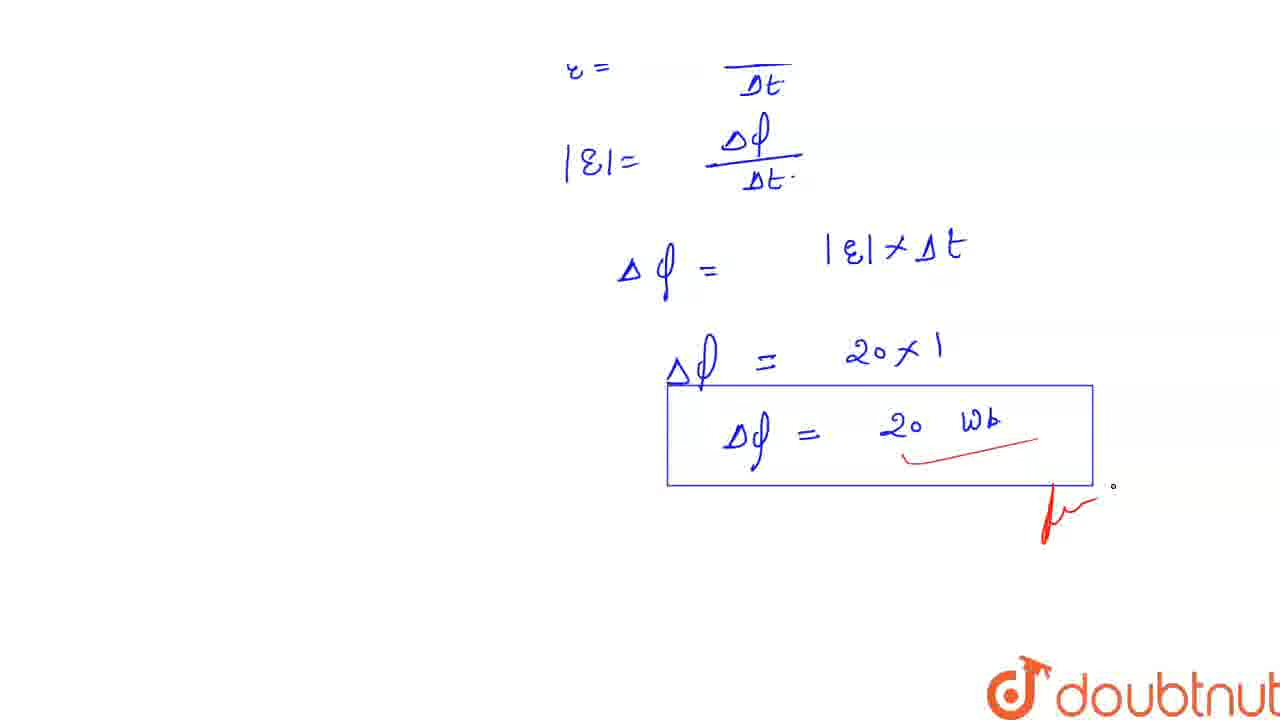 ε =
Δt
|ε| = Δϕ
Δt
Δϕ = |ε| × Δt
Δϕ = 20 × 1
Δϕ = 20 Wb
doubtnut